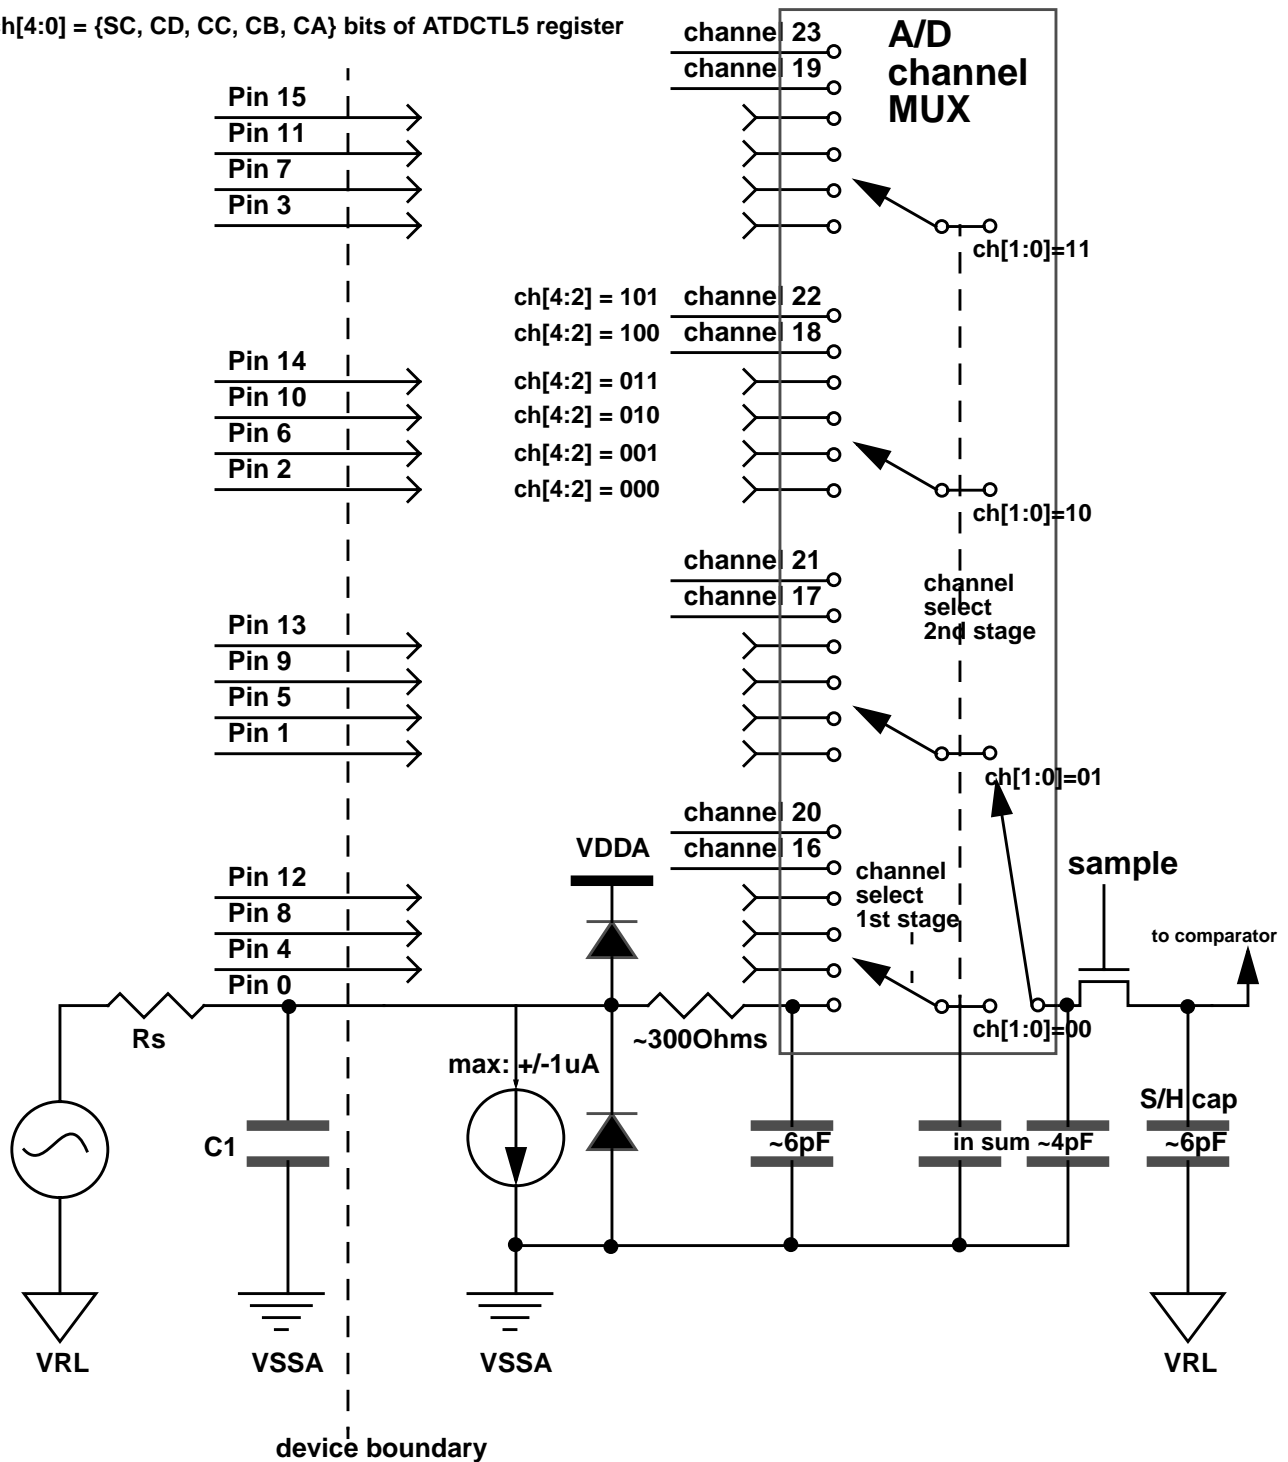 h[4:0] = {SC, CD, CC, CB, CA} bits of ATDCTL5 register
channel 23
A/D
channel
MUX
channel 19
Pin 15
Pin 11
Pin 7
Pin 3
ch[1:0]=11
ch[4:2] = 101
channel 22
ch[4:2] = 100
channel 18
Pin 14
ch[4:2] = 011
Pin 10
ch[4:2] = 010
Pin 6
ch[4:2] = 001
Pin 2
ch[4:2] = 000
ch[1:0]=10
channel 21
channel 17
channel
select
2nd stage
Pin 13
Pin 9
Pin 5
Pin 1
ch[1:0]=01
channel 20
VDDA
channel 16
sample
channel
select
1st stage
Pin 12
Pin 8
Pin 4
Pin 0
to comparator
Rs
~300Ohms
ch[1:0]=00
max: +/-1uA
S/H cap
C1
~6pF
in sum ~4pF
~6pF
VRL
VSSA
VSSA
VRL
device boundary